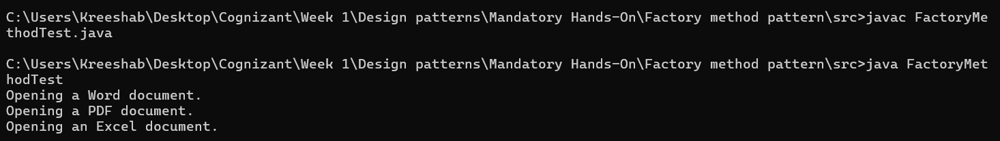 C:\Users\Kreeshab\Desktop\Cognizant\Week 1\Design patterns\Mandatory Hands-On\Factory method pattern\src>javac FactoryMe
thodTest.java
C:\Users\Kreeshab\Desktop\Cognizant\Week 1\Design patterns\Mandatory Hands-On\Factory method pattern\src>java FactoryMet
hodTest
Opening a Word document.
Opening a PDF document.
Opening an Excel document.